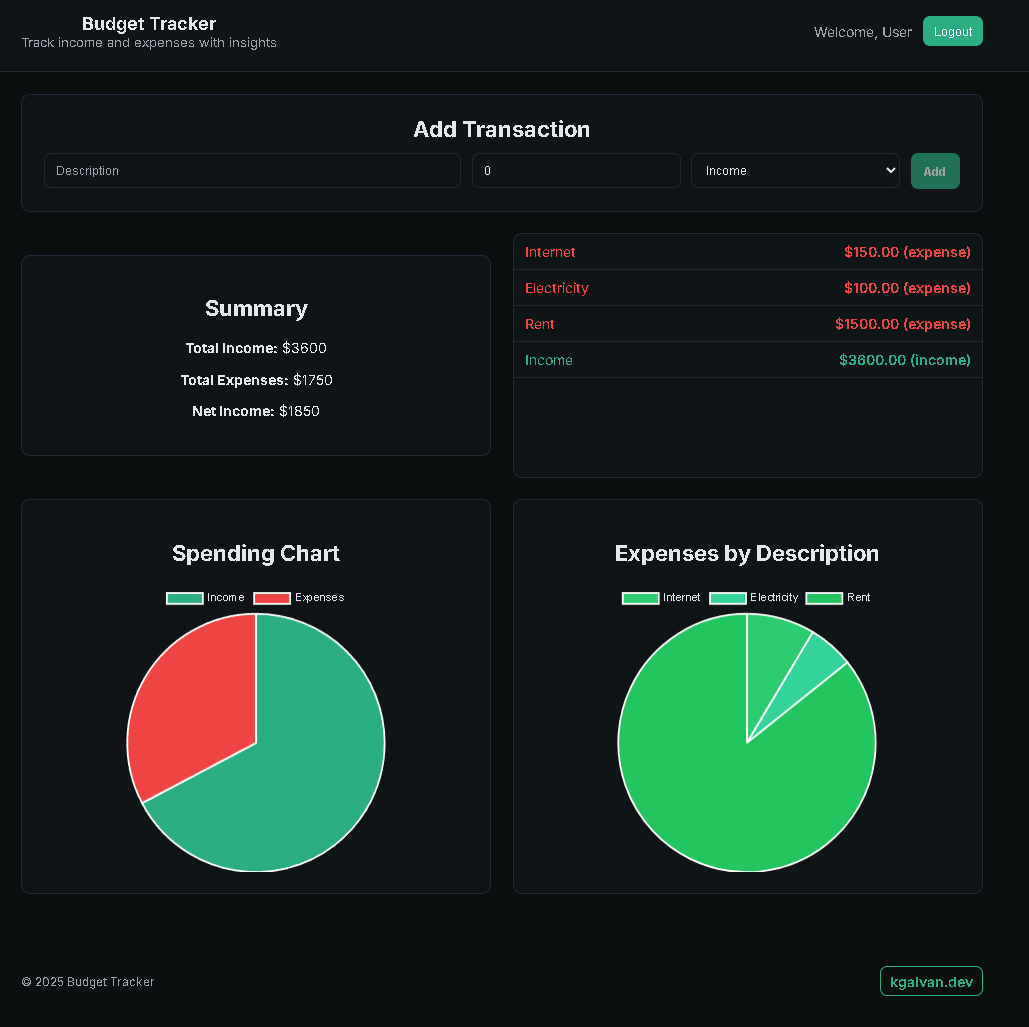 Budget Tracker
Track income and expenses with insights
Welcome, User
Logout
Add Transaction
Description
0
Income
Add
Summary
Total Income: $3600
Total Expenses: $1750
Net Income: $1850
Internet $150.00 (expense)
Electricity $100.00 (expense)
Rent $1500.00 (expense)
Income $3600.00 (income)
Spending Chart
Income Expenses
Expenses by Description
Internet Electricity Rent
© 2025 Budget Tracker
kgalvan.dev